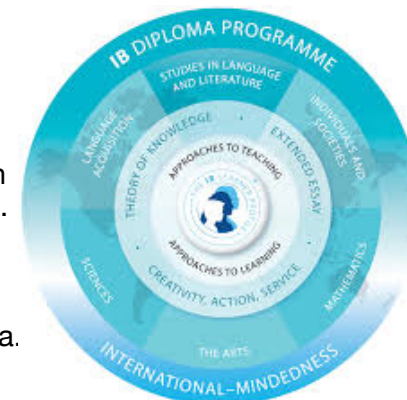 IB DIPLOMA PROGRAMME
STUDIES IN LANGUAGE
AND LITERATURE
LANGUAGE
ACQUISITION
INDIVIDUALS AND
SOCIETIES
THEORY OF KNOWLEDGE
EXTENDED ESSAY
APPROACHES TO TEACHING
THE IB LEARNER PROFILE
n
.
APPROACHES TO LEARNING
CREATIVITY, ACTION, SERVICE
SCIENCES
MATHEMATICS
a.
THE ARTS
INTERNATIONAL–MINDEDNESS